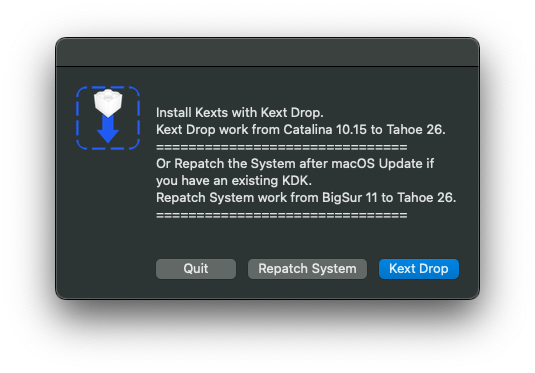 Install Kexts with Kext Drop.
Kext Drop work from Catalina 10.15 to Tahoe 26.
===============================
Or Repatch the System after macOS Update if
you have an existing KDK.
Repatch System work from BigSur 11 to Tahoe 26.
===============================
Quit
Repatch System
Kext Drop